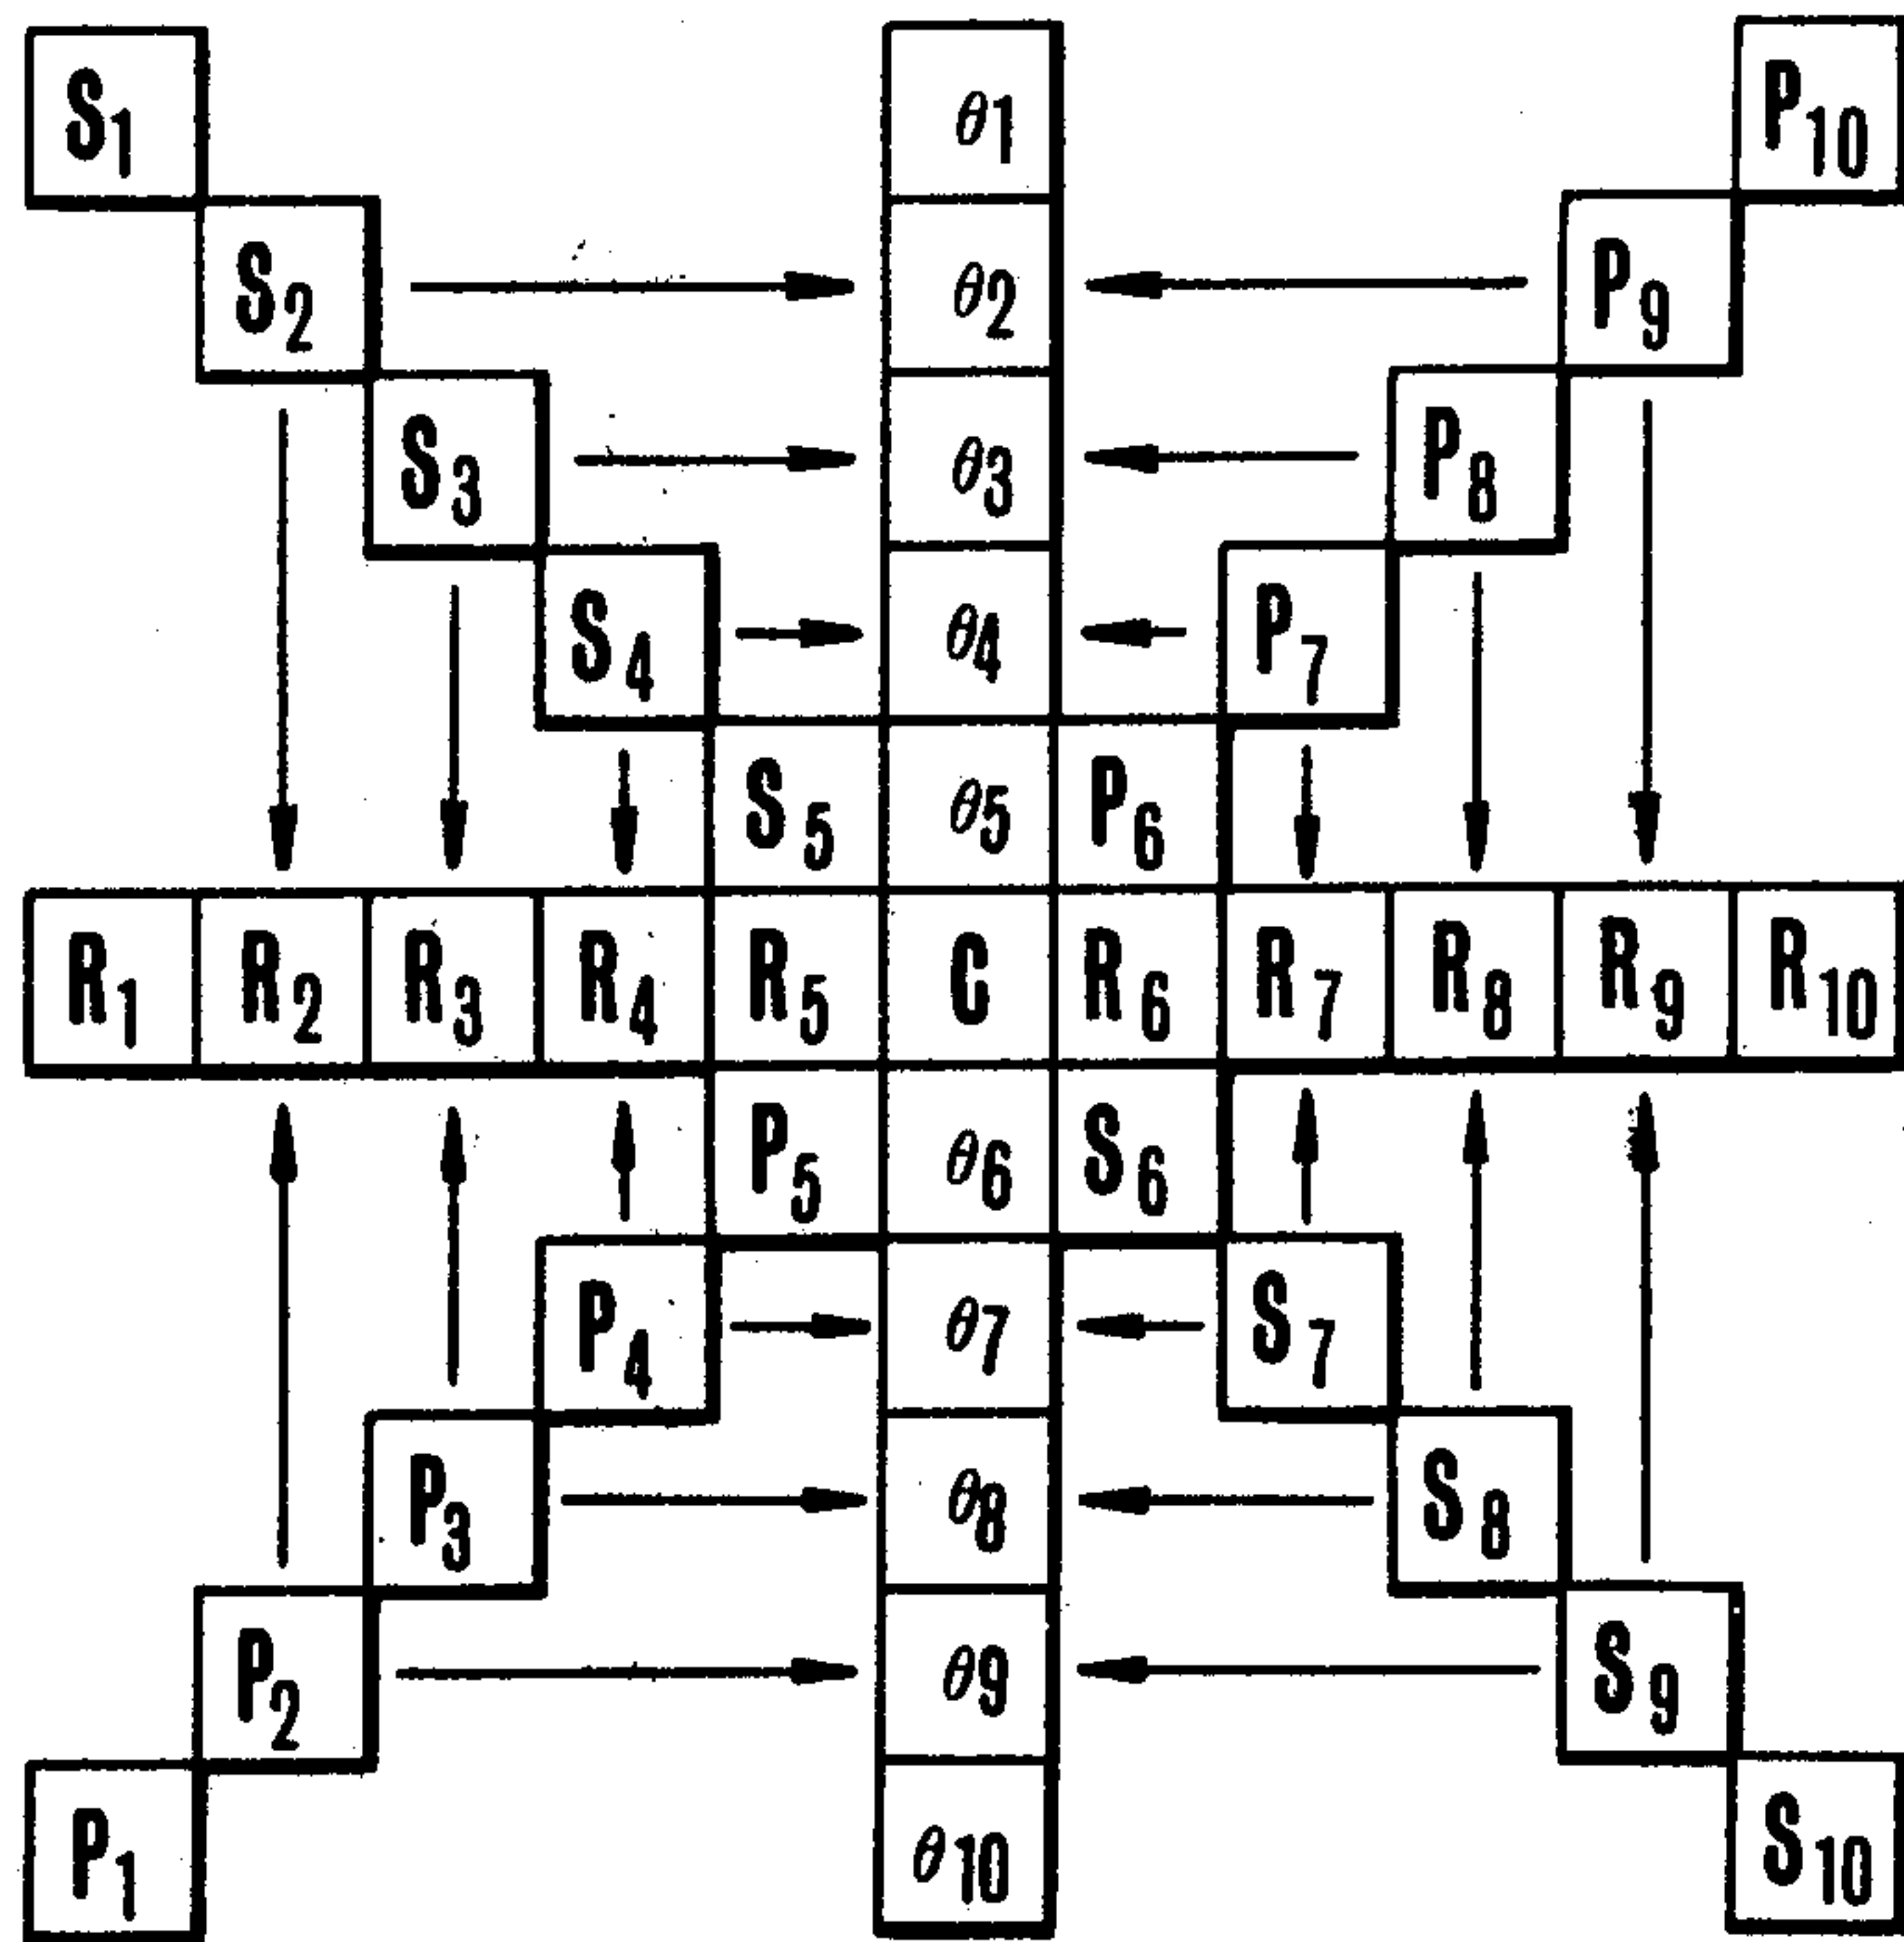 S₁ θ1 P₁₀
S₂ θ2 P₉
S₃ θ3 P₈
S₄ θ4 P₇
S₅ θ5 P₆
R₁ R₂ R₃ R₄ R₅ C R₆ R₇ R₈ R₉ R₁₀
P₅ θ6 S₆
P₄ θ7 S₇
P₃ θ8 S₈
P₂ θ9 S₉
P₁ θ10 S₁₀